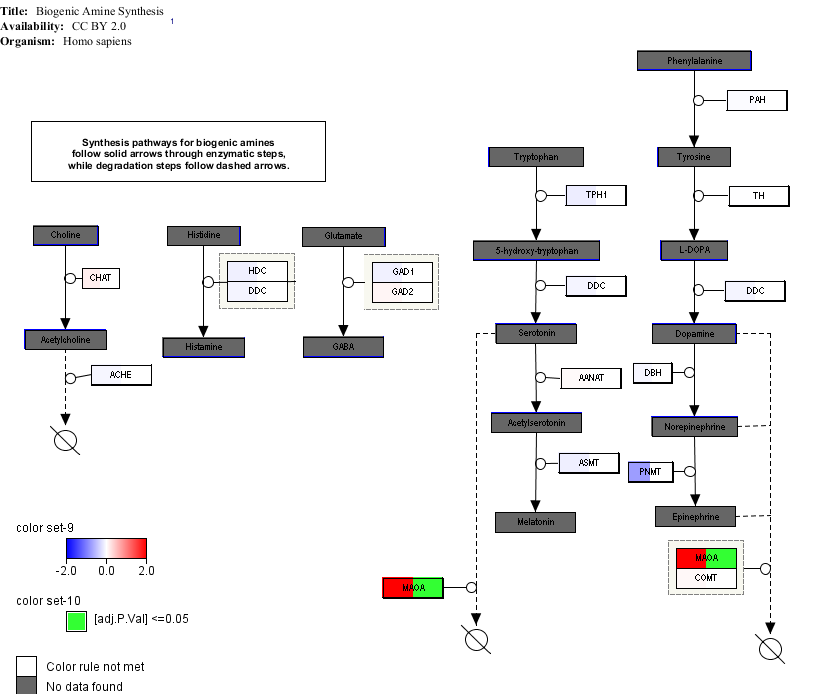 Title: Biogenic Amine Synthesis
Availability: CC BY 2.0
1
Organism: Homo sapiens
Phenylalanine
PAH
Synthesis pathways for biogenic amines
follow solid arrows through enzymatic steps,
while degradation steps follow dashed arrows.
Tryptophan
Tyrosine
TPH1
TH
Choline
Histidine
Glutamate
5-hydroxy-tryptophan
L-DOPA
CHAT
HDC
DDC
GAD1
GAD2
DDC
DDC
Acetylcholine
Histamine
GABA
Serotonin
Dopamine
ACHE
AANAT
DBH
Acetylserotonin
Norepinephrine
ASMT
PNMT
Melatonin
Epinephrine
color set-9
-2.0 0.0 2.0
MAOA
COMT
MAOA
color set-10
[adj.P.Val] <=0.05
Color rule not met
No data found